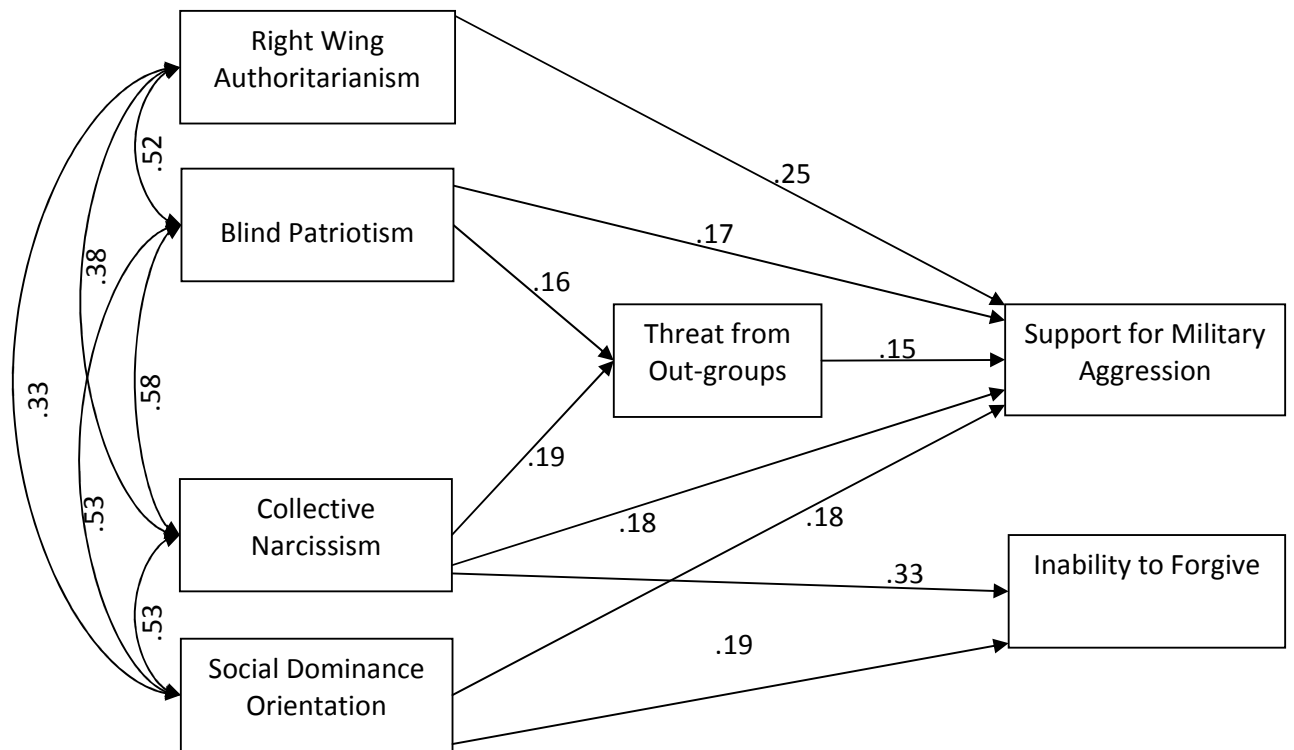 Right Wing
Authoritarianism
.52
.25
Blind Patriotism
.17
.38
.16
Threat from
Out-groups
.15
Support for Military
Aggression
.33
.58
.19
Collective
Narcissism
.53
.18
.18
.33
Inability to Forgive
.53
.19
Social Dominance
Orientation